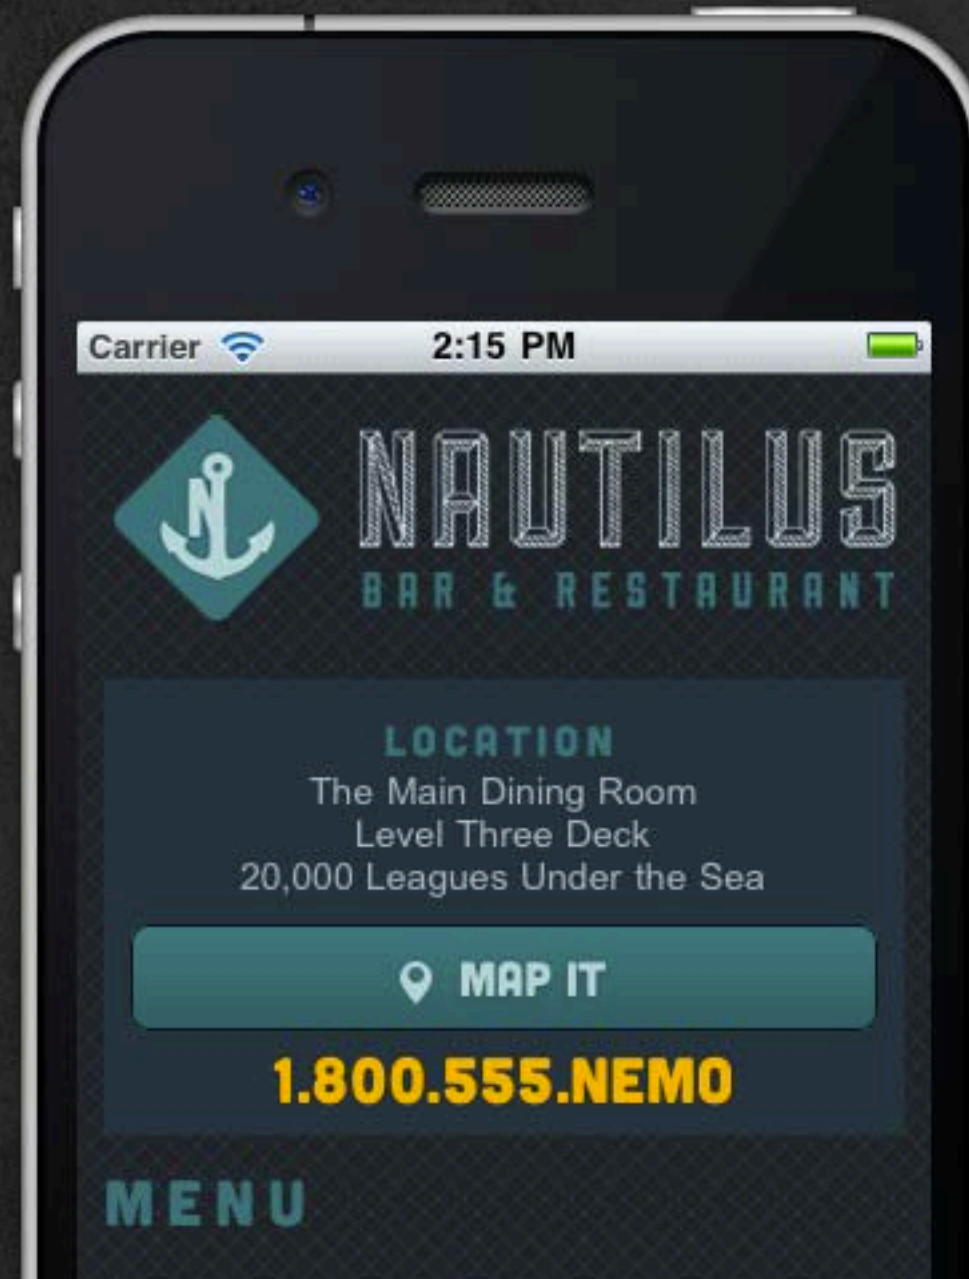 Carrier 2:15 PM
N
NAUTILUS
BAR & RESTAURANT
LOCATION
The Main Dining Room
Level Three Deck
20,000 Leagues Under the Sea
MAP IT
1.800.555.NEMO
MENU